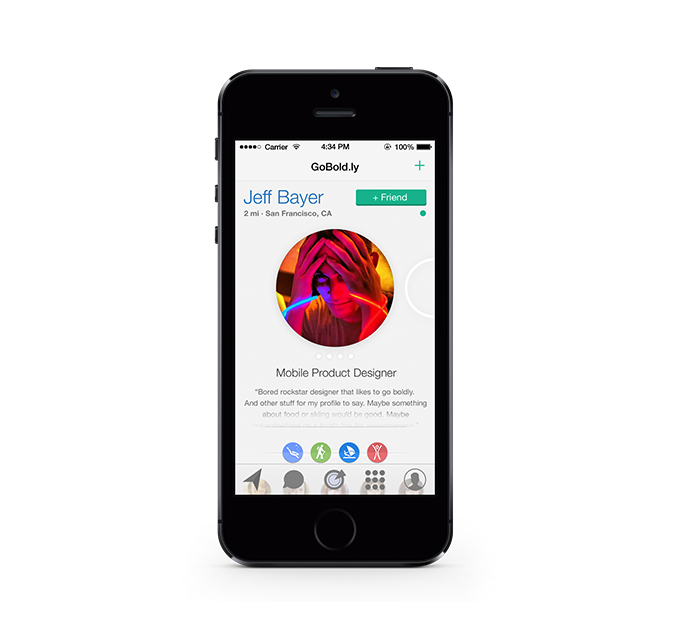 Carrier 4:34 PM 100%
GoBold.ly +
Jeff Bayer + Friend
2 mi · San Francisco, CA
Mobile Product Designer
“Bored rockstar designer that likes to go boldly.
And other stuff for my profile to say. Maybe something
about food or skiing would be good. Maybe